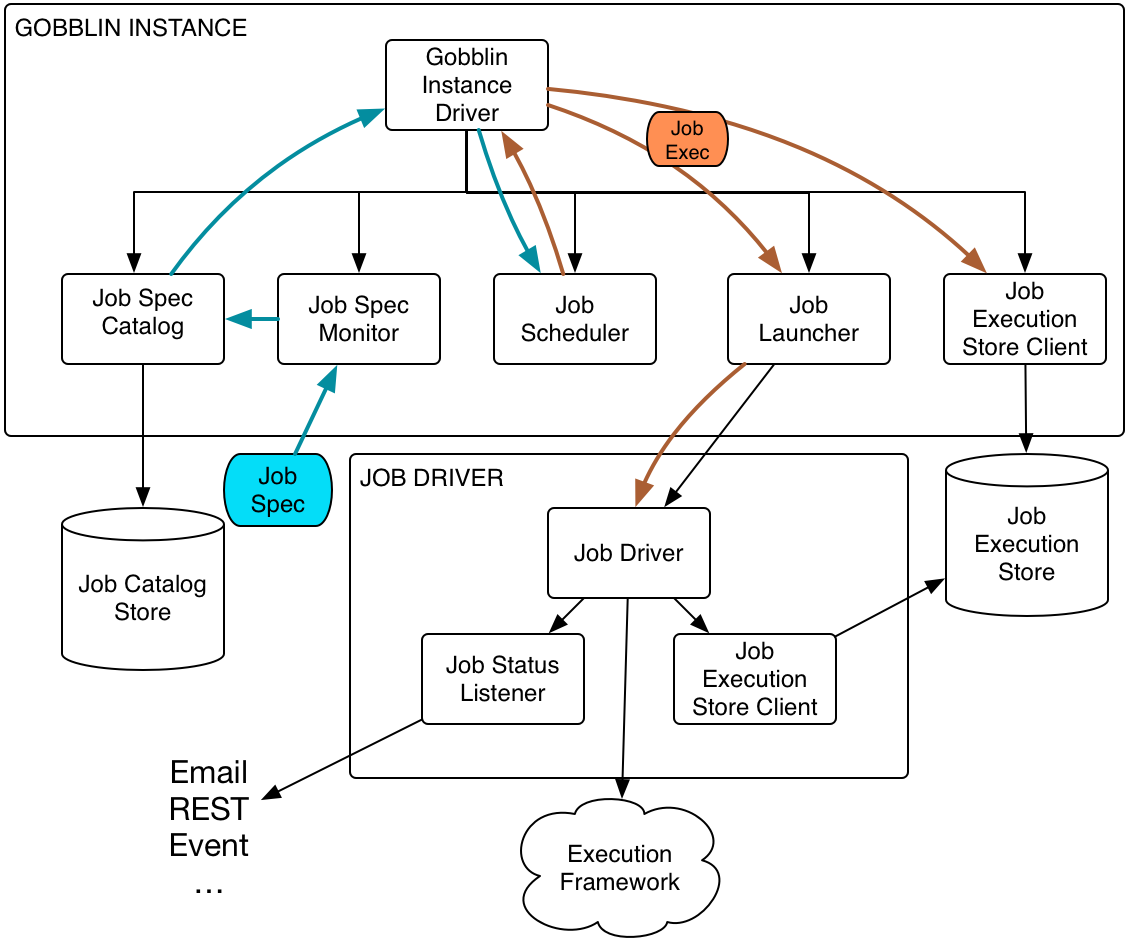 GOBBLIN INSTANCE
Gobblin
Instance
Driver
Job
Exec
Job Spec
Catalog
Job Spec
Monitor
Job
Scheduler
Job
Launcher
Job
Execution
Store Client
Job
Spec
JOB DRIVER
Job Driver
Job
Execution
Store
Job Catalog
Store
Job Status
Listener
Job
Execution
Store Client
Email
REST
Event
...
Execution
Framework